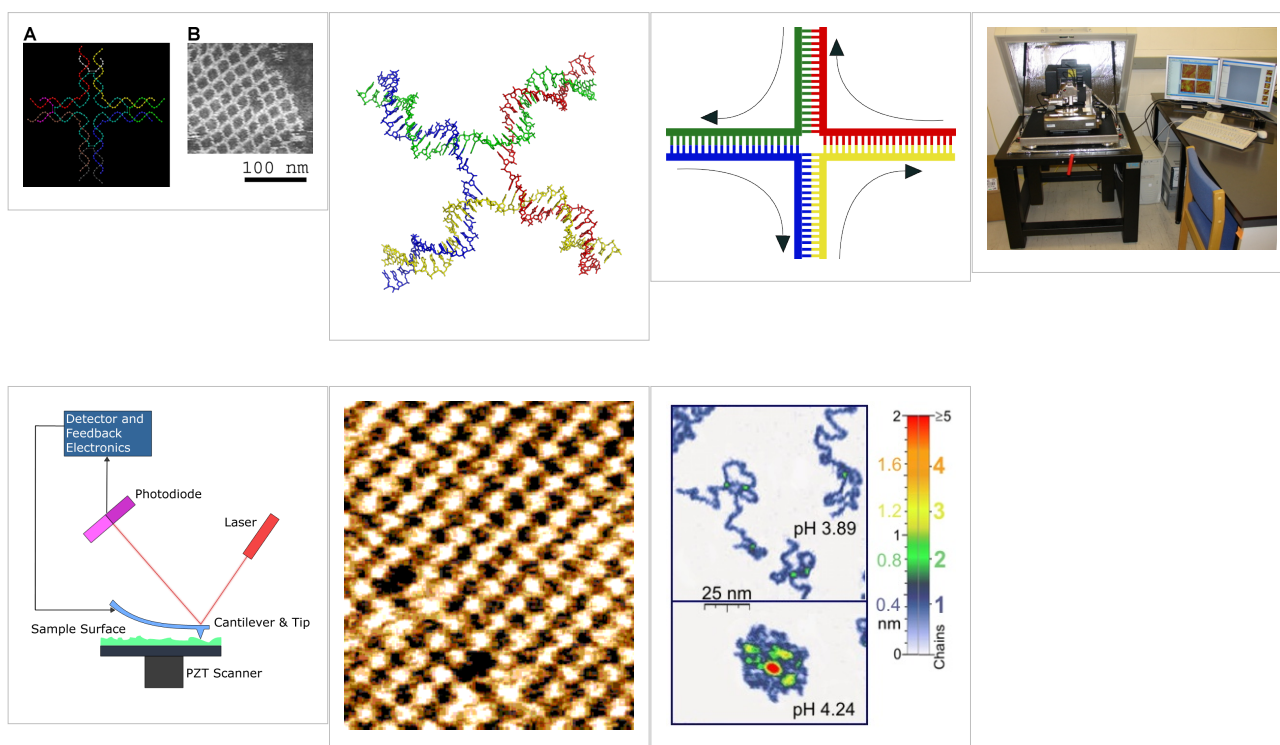 A
B
100 nm
Detector and
Feedback
Electronics
Photodiode
Laser
Cantilever & Tip
Sample Surface
PZT Scanner
pH 3.89
25 nm
pH 4.24
2 ≥5
1.6 4
1.2 3
1
0.8 2
0.4 1
nm
0
Chains